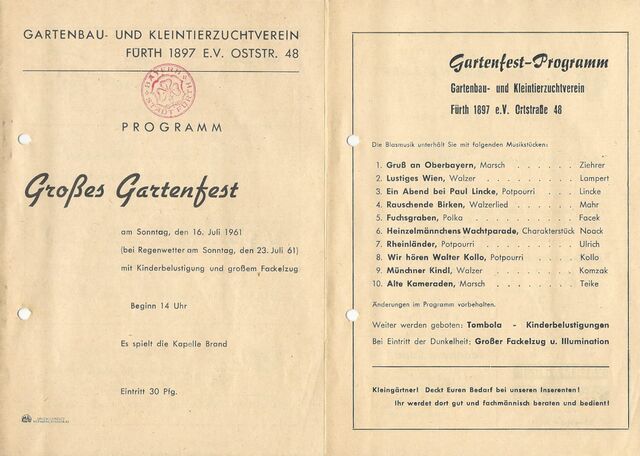 GARTENBAU- UND KLEINTIERZUCHTVEREIN
FÜRTH 1897 E.V. OSTSTR. 48
PROGRAMM
Großes Gartenfest
am Sonntag, den 16. Juli 1961
(bei Regenwetter am Sonntag, den 23. Juli 61)
mit Kinderbelustigung und großem Fackelzug
Beginn 14 Uhr
Es spielt die Kapelle Brand
Eintritt 30 Pfg.
Gartenfest-Programm
Gartenbau- und Kleintierzuchtverein
Fürth 1897 e.V. Ortstraße 48
Die Blasmusik unterhält Sie mit folgenden Musikstücken:
1. Gruß an Oberbayern, Marsch . . . . . . Ziehrer
2. Lustiges Wien, Walzer . . . . . . . . Lampert
3. Ein Abend bei Paul Lincke, Potpourri . . . Lincke
4. Rauschende Birken, Walzerlied . . . . . Mahr
5. Fuchsgraben, Polka . . . . . . . . . Facek
6. Heinzelmännchens Wachtparade, Charakterstück Noack
7. Rheinländer, Potpourri . . . . . . . . Ulrich
8. Wir hören Walter Kollo, Potpourri . . . . Kollo
9. Münchner Kindl, Walzer . . . . . . . Komzak
10. Alte Kameraden, Marsch . . . . . . . Teike
Änderungen im Programm vorbehalten.
Weiter werden geboten: Tombola - Kinderbelustigungen
Bei Eintritt der Dunkelheit: Großer Fackelzug u. Illumination
Kleingärtner! Deckt Euren Bedarf bei unseren Inserenten!
Ihr werdet dort gut und fachmännisch beraten und bedient!